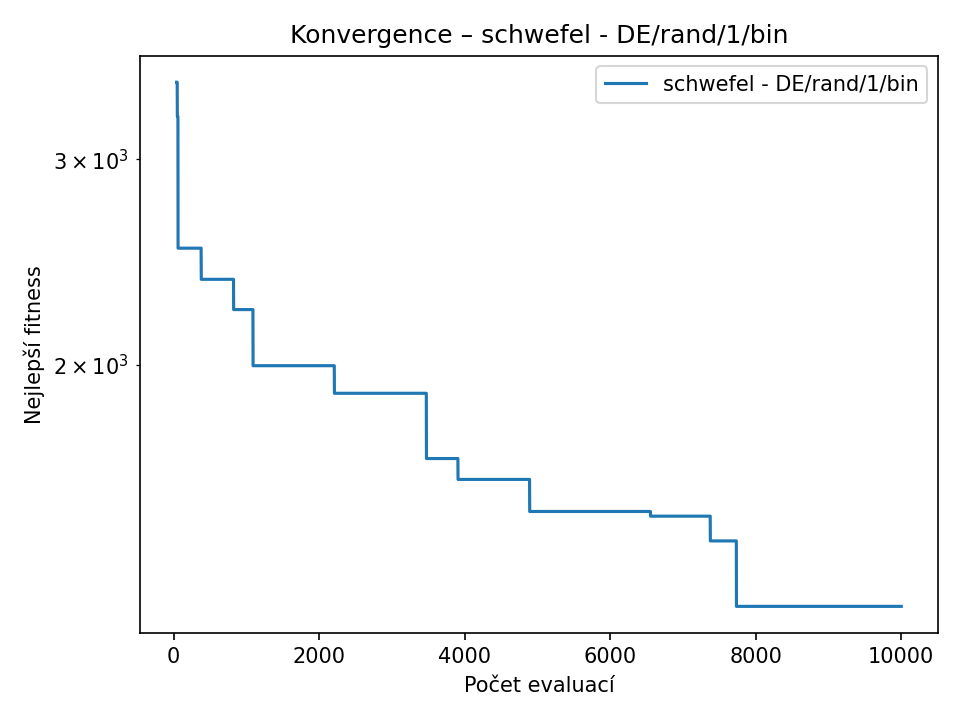 Konvergence – schwefel - DE/rand/1/bin
schwefel - DE/rand/1/bin
3 × 10³
2 × 10³
Nejlepší fitness
0 2000 4000 6000 8000 10000
Počet evaluací